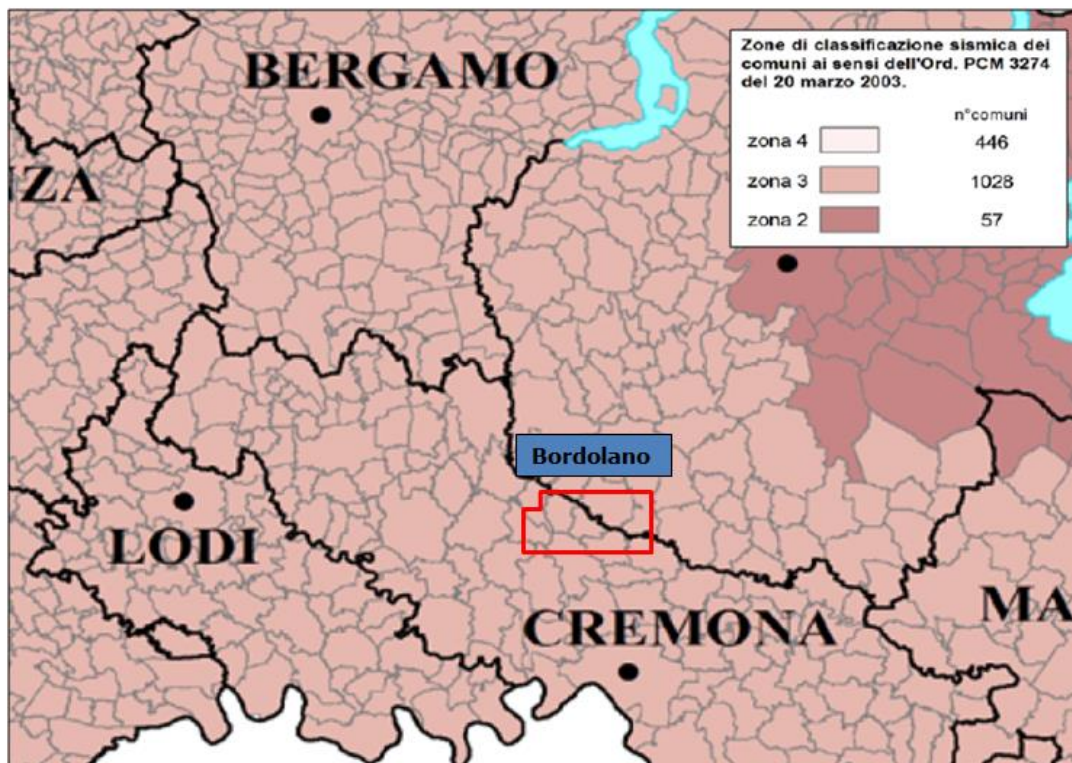 BERGAMO
Zone di classificazione sismica dei
comuni ai sensi dell'Ord. PCM 3274
del 20 marzo 2003.
n°comuni
zona 4 446
zona 3 1028
zona 2 57
NZA
Bordolano
LODI
CREMONA
MA